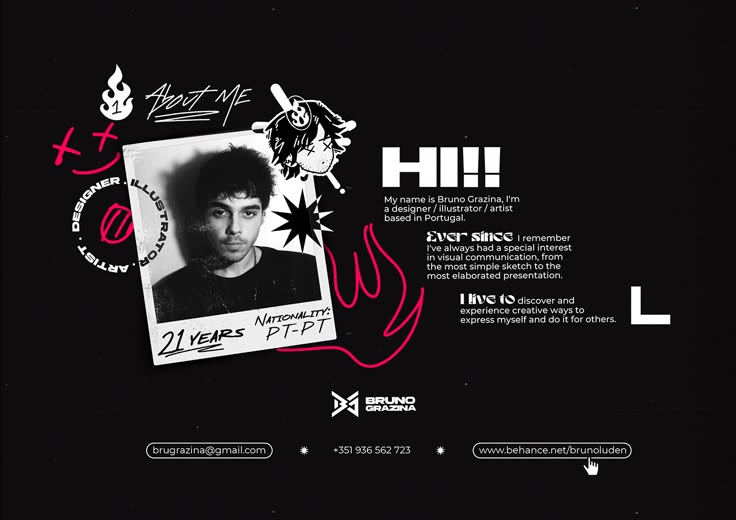 1
About ME
DESIGNER . ILLUSTRATOR . ARTIST .
21 YEARS
NATIONALITY:
PT-PT
HI!!
My name is Bruno Grazina, I'm
a designer / illustrator / artist
based in Portugal.
Ever since I remember
I've always had a special interest
in visual communication, from
the most simple sketch to the
most elaborated presentation.
I live to discover and
experience creative ways to
express myself and do it for others.
BG
BRUNO
GRAZINA
brugrazina@gmail.com
+351 936 562 723
www.behance.net/brunoluden